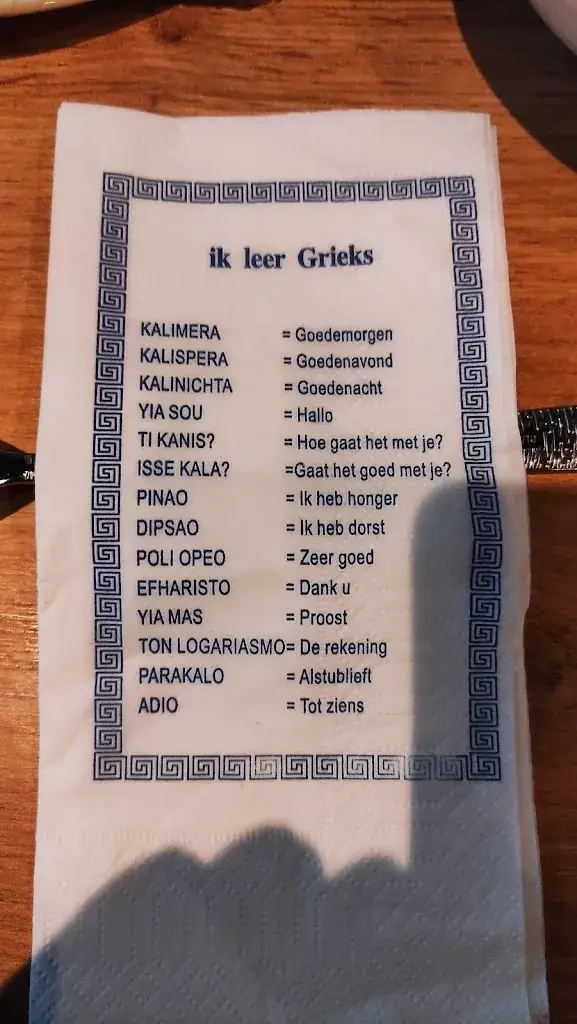 ik leer Grieks
KALIMERA = Goedemorgen
KALISPERA = Goedenavond
KALINICHTA = Goedenacht
YIA SOU = Hallo
TI KANIS? = Hoe gaat het met je?
ISSE KALA? =Gaat het goed met je?
PINAO = Ik heb honger
DIPSAO = Ik heb dorst
POLI OPEO = Zeer goed
EFHARISTO = Dank u
YIA MAS = Proost
TON LOGARIASMO= De rekening
PARAKALO = Alstublieft
ADIO = Tot ziens